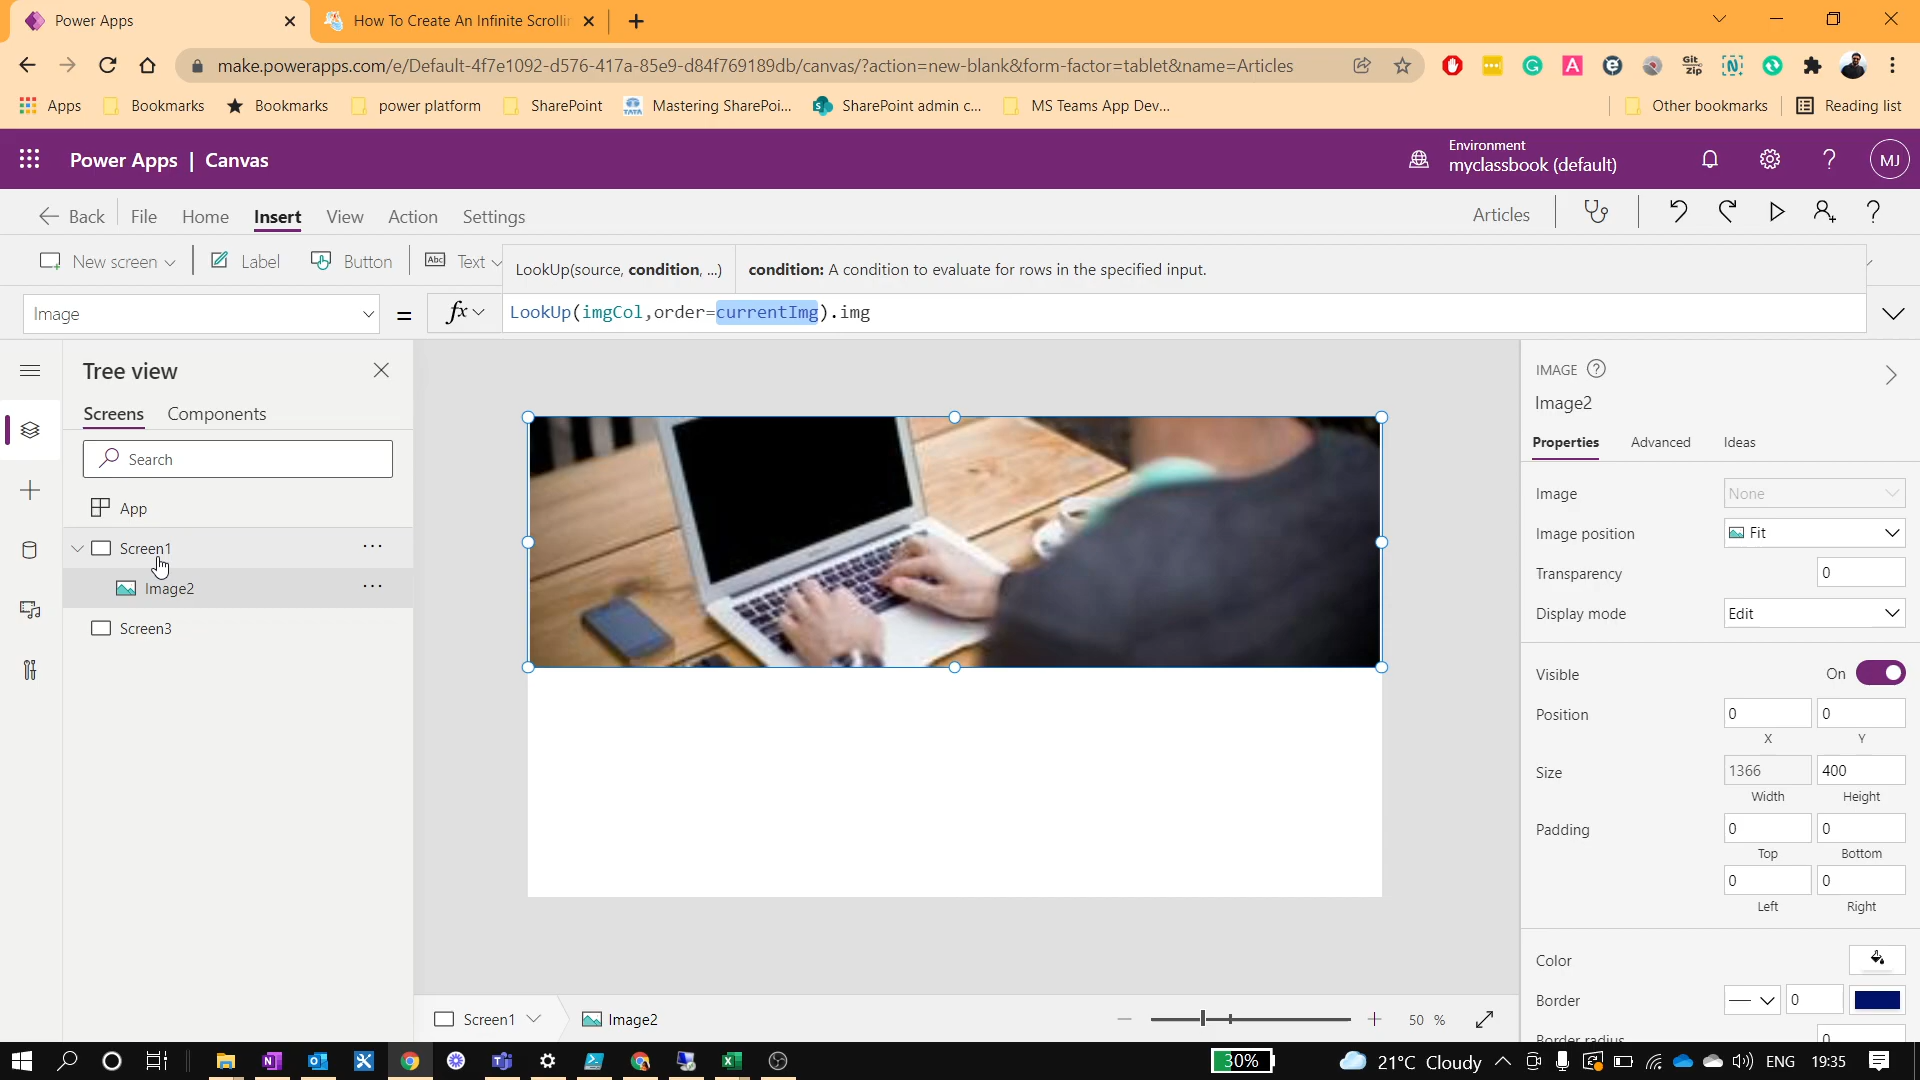 Power Apps
How To Create An Infinite Scrollin
make.powerapps.com/e/Default-4f7e1092-d576-417a-85e9-d84f769189db/canvas/?action=new-blank&form-factor=tablet&name=Articles
Apps
Bookmarks
Bookmarks
power platform
SharePoint
Mastering SharePoi...
SharePoint admin c...
MS Teams App Dev...
Other bookmarks
Reading list
Power Apps | Canvas
Environment
myclassbook (default)
MJ
Back
File
Home
Insert
View
Action
Settings
Articles
New screen
Label
Button
Abc
Text
LookUp(source, condition, ...)
condition: A condition to evaluate for rows in the specified input.
Image
=
fx
LookUp(imgCol,order=currentImg).img
Tree view
Screens
Components
Search
App
Screen1
Image2
Screen3
IMAGE
Image2
Properties
Advanced
Ideas
Image
None
Image position
Fit
Transparency
0
Display mode
Edit
Visible
On
Position
0
0
X
Y
Size
1366
400
Width
Height
Padding
0
0
Top
Bottom
0
0
Left
Right
Color
Border
0
Border radius
0
Screen1
Image2
50 %
30%
21°C Cloudy
ENG
19:35